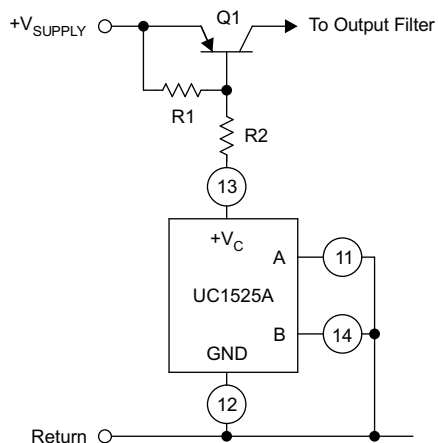 +VSUPPLY
Q1
To Output Filter
R1
R2
13
+VC
A
11
UC1525A
B
14
GND
12
Return